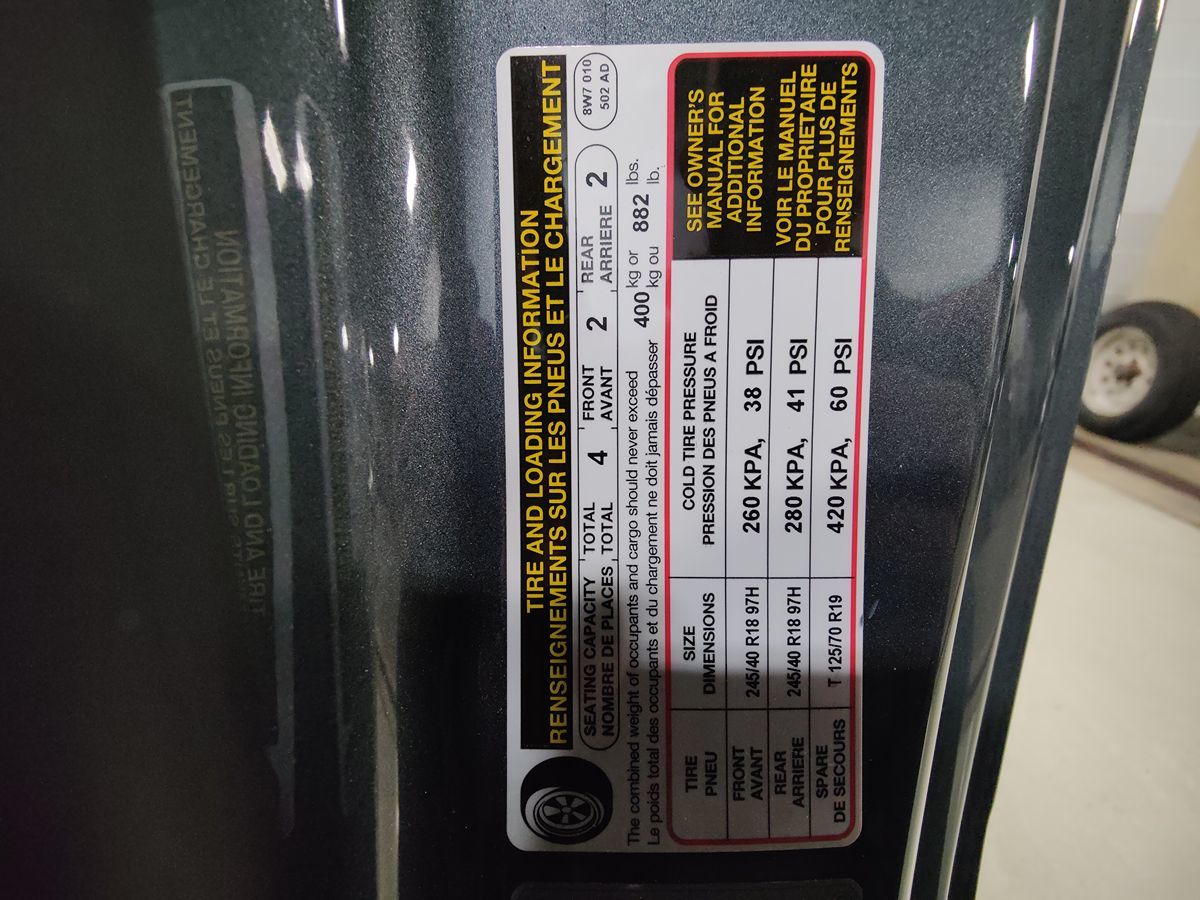 TIRE AND LOADING INFORMATION
RENSEIGNEMENTS SUR LES PNEUS ET LE CHARGEMENT
SEATING CAPACITY TOTAL 4 FRONT 2 REAR 2 8W7 010
NOMBRE DE PLACES TOTAL AVANT ARRIERE 502 AD
The combined weight of occupants and cargo should never exceed 400 kg or 882 lbs.
Le poids total des occupants et du chargement ne doit jamais dépasser kg ou lb.
TIRE SIZE COLD TIRE PRESSURE
PNEU DIMENSIONS PRESSION DES PNEUS A FROID
FRONT 245/40 R18 97H 260 KPA, 38 PSI
AVANT
REAR 245/40 R18 97H 280 KPA, 41 PSI
ARRIERE
SPARE T 125/70 R19 420 KPA, 60 PSI
DE SECOURS
SEE OWNER'S
MANUAL FOR
ADDITIONAL
INFORMATION
VOIR LE MANUEL
DU PROPRIETAIRE
POUR PLUS DE
RENSEIGNEMENTS